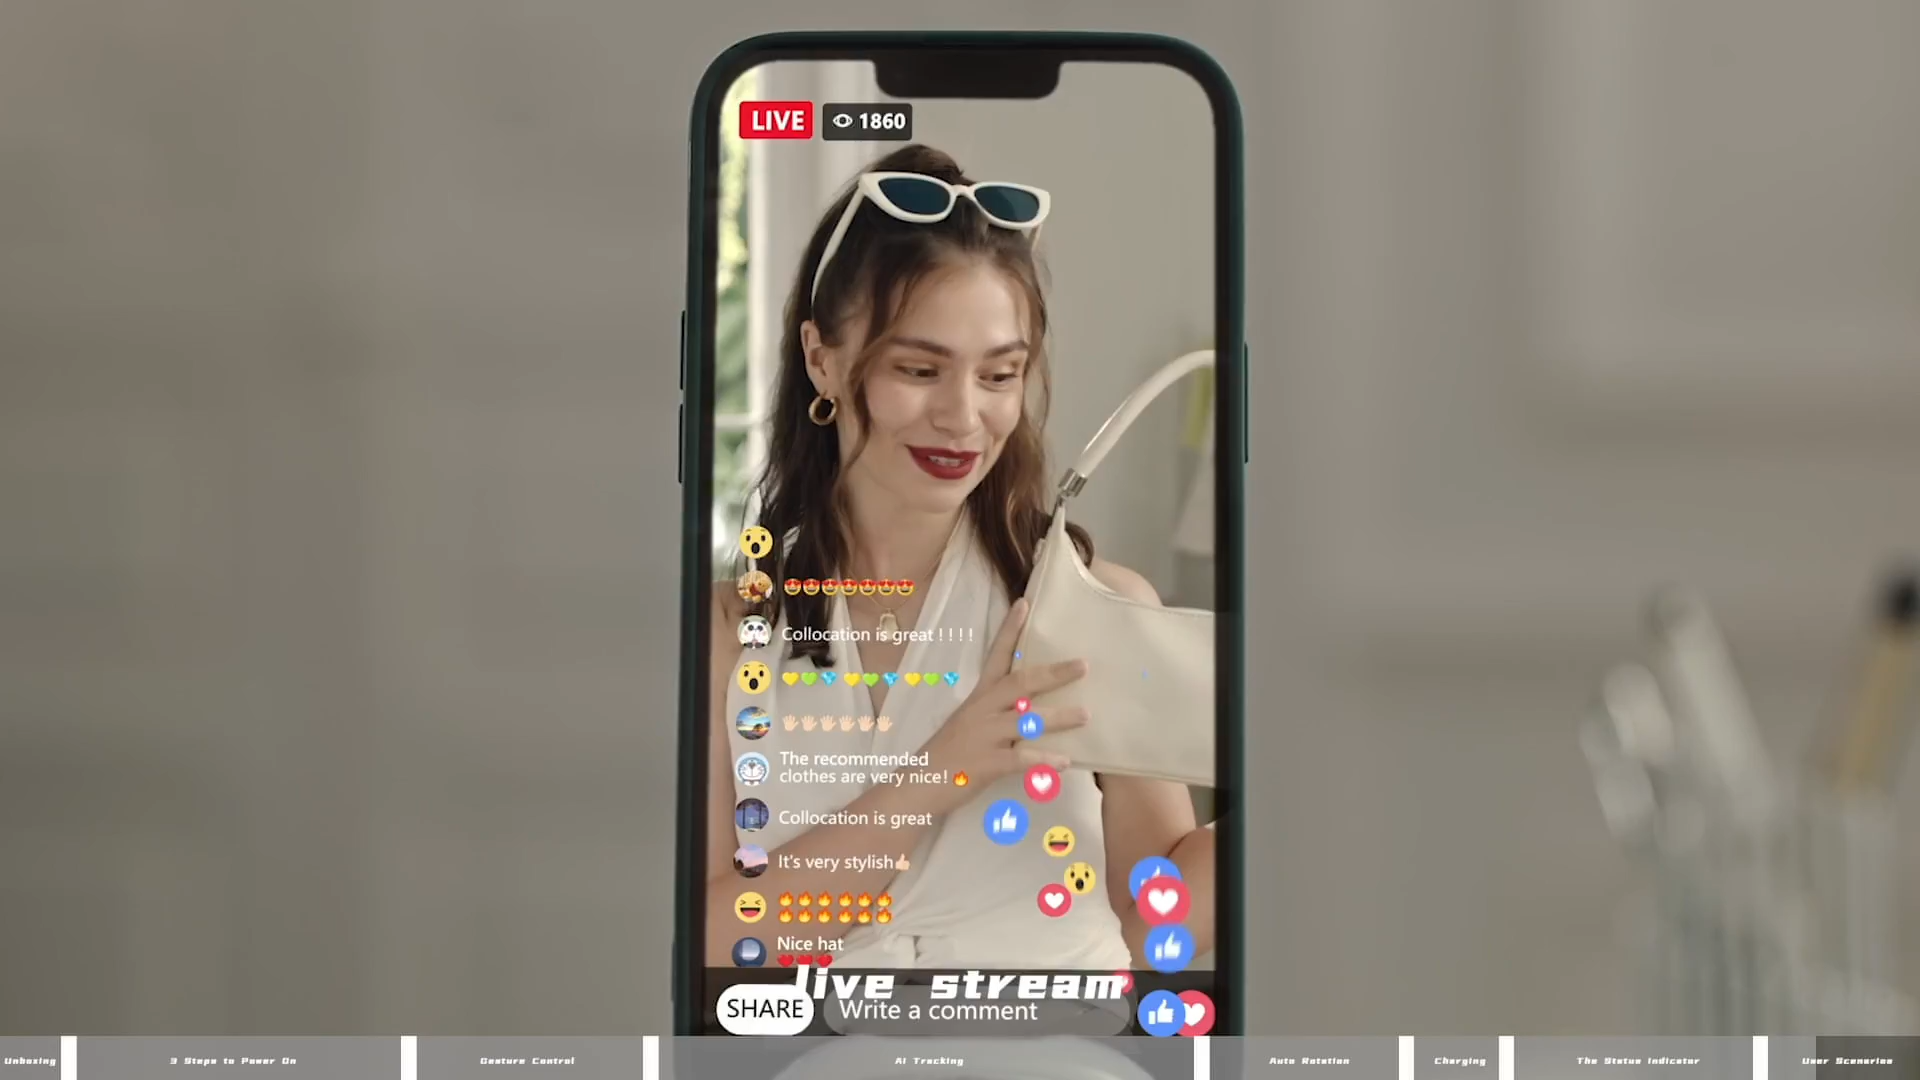 LIVE
1860
Collocation is great ! ! ! !
The recommended
clothes are very nice!
Collocation is great
It's very stylish
Nice hat
live stream
SHARE
Write a comment
Unboxing
3 Steps to Power On
Gesture Control
AI Tracking
Auto Rotation
Charging
The Status Indicator
User Scenarios